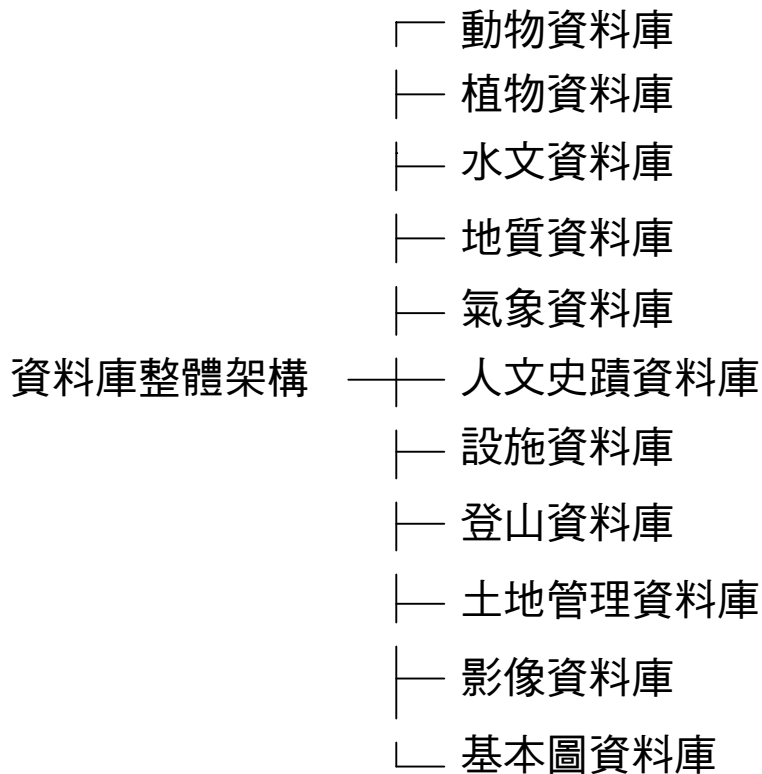 動物資料庫
植物資料庫
水文資料庫
地質資料庫
氣象資料庫
資料庫整體架構
人文史蹟資料庫
設施資料庫
登山資料庫
土地管理資料庫
影像資料庫
基本圖資料庫